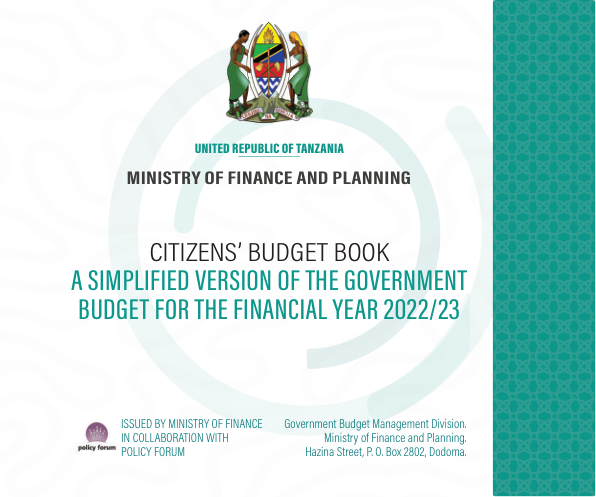 UNITED REPUBLIC OF TANZANIA
MINISTRY OF FINANCE AND PLANNING
CITIZENS’ BUDGET BOOK
A SIMPLIFIED VERSION OF THE GOVERNMENT
BUDGET FOR THE FINANCIAL YEAR 2022/23
policy forum
ISSUED BY MINISTRY OF FINANCE
IN COLLABORATION WITH
POLICY FORUM
Government Budget Management Division.
Ministry of Finance and Planning.
Hazina Street, P. O. Box 2802, Dodoma.